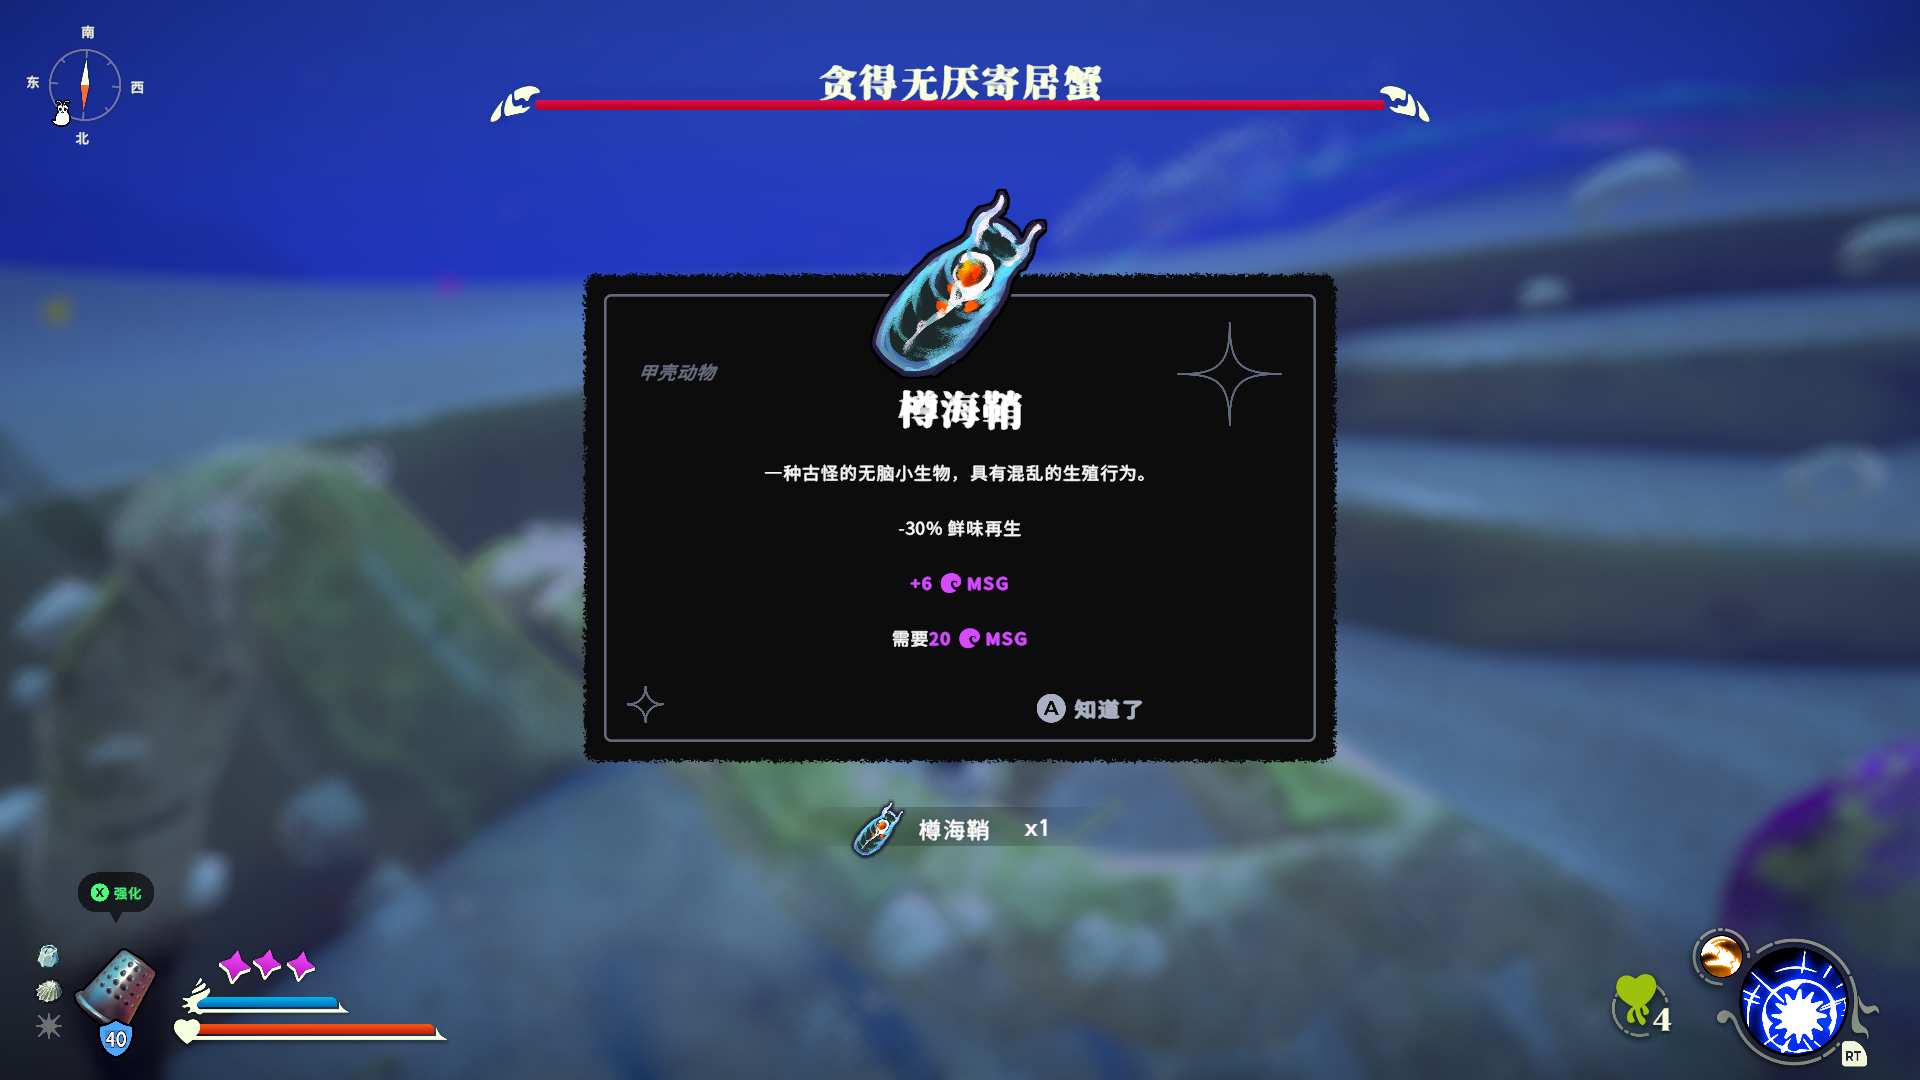 南
东
西
北
贪得无厌寄居蟹
甲壳动物
樽海鞘
一种古怪的无脑小生物，具有混乱的生殖行为。
-30% 鲜味再生
+6 MSG
需要20 MSG
A 知道了
樽海鞘 x1
X 强化
40
4
RT